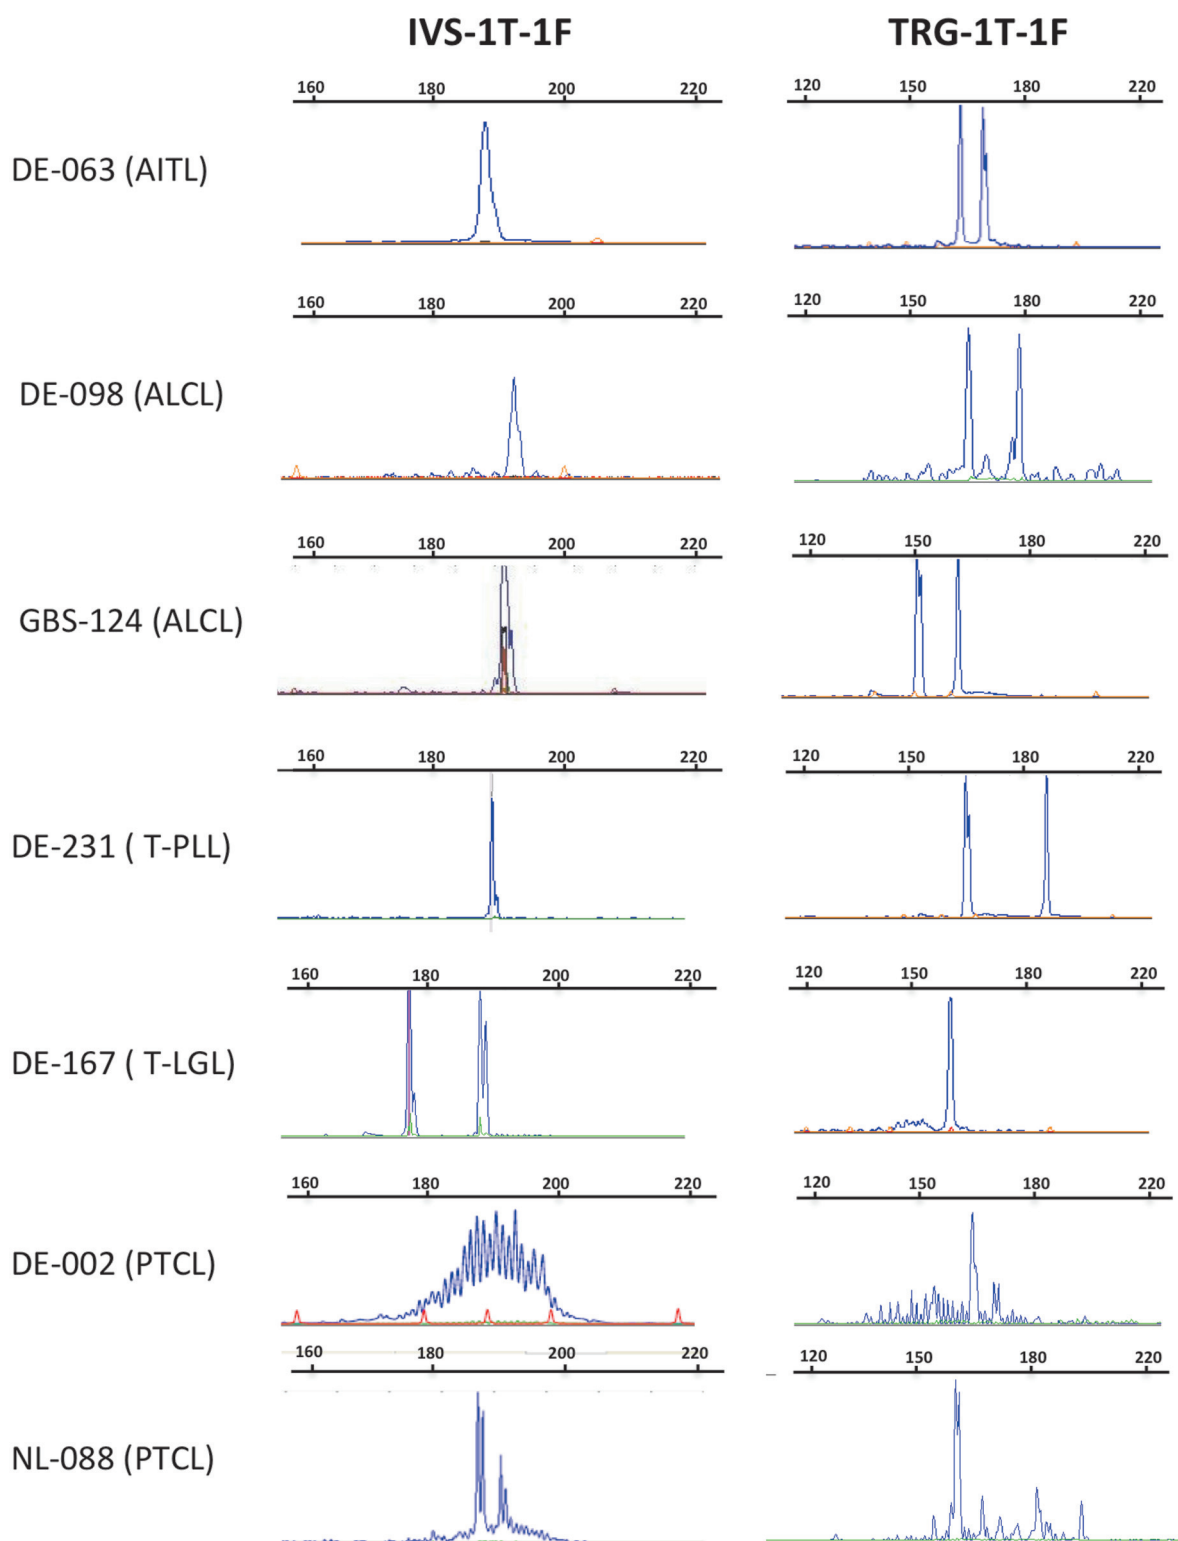 IVS-1T-1F TRG-1T-1F
160 180 200 220 120 150 180 220
DE-063 (AITL)
160 180 200 220 120 150 180 220
DE-098 (ALCL)
160 180 200 220 120 150 180 220
GBS-124 (ALCL)
160 180 200 220 120 150 180 220
DE-231 ( T-PLL)
160 180 200 220 120 150 180 220
DE-167 ( T-LGL)
160 180 200 220 120 150 180 220
DE-002 (PTCL)
160 180 200 220 120 150 180 220
NL-088 (PTCL)